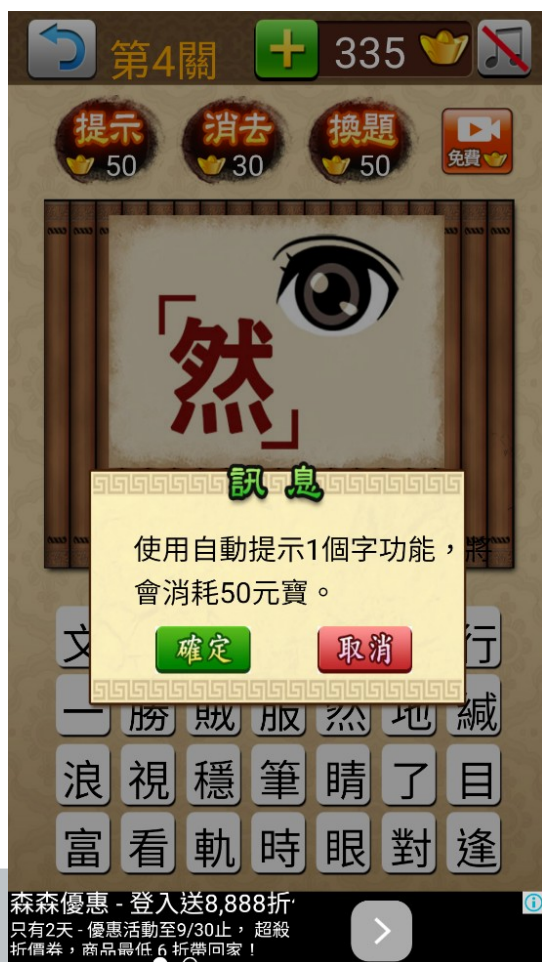 第4關
335
提示
50
消去
30
換題
50
免費
「然」
訊息
使用自動提示1個字功能，將
會消耗50元寶。
確定
取消
文 行
一 勝 賊 服 然 地 緘
浪 視 穩 筆 睛 了 目
富 看 軌 時 眼 對 逢
森森優惠 - 登入送8,888折
只有2天 - 優惠活動至9/30止， 超殺
折價券，商品最低 6 折帶回家！